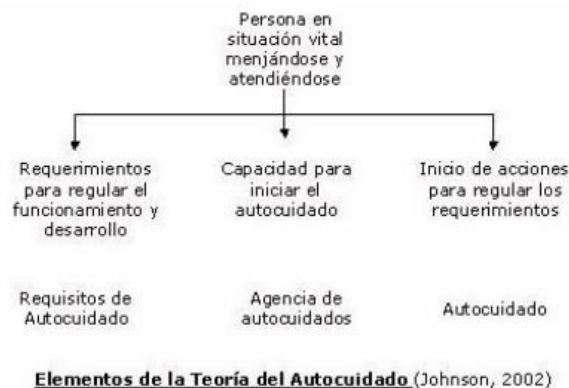 Persona en
situación vital
menjándose y
atendiéndose
Requerimientos
para regular el
funcionamiento y
desarrollo
Capacidad para
iniciar el
autocuidado
Inicio de acciones
para regular los
requerimientos
Requisitos de
Autocuidado
Agencia de
autocuidados
Autocuidado
Elementos de la Teoría del Autocuidado (Johnson, 2002)